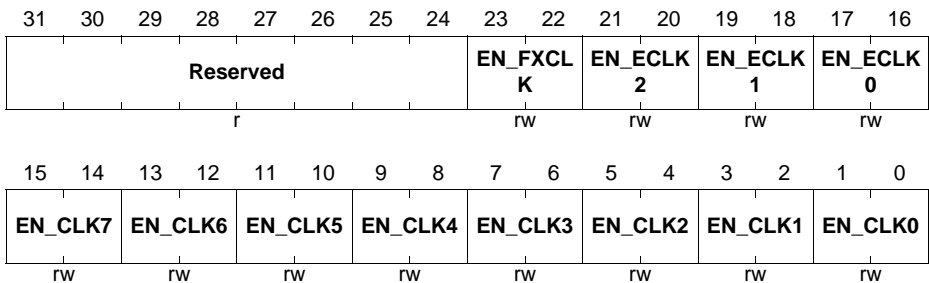 31 30 29 28 27 26 25 24 23 22 21 20 19 18 17 16
Reserved EN_FXCL EN_ECLK EN_ECLK EN_ECLK
K 2 1 0
r rw rw rw rw
15 14 13 12 11 10 9 8 7 6 5 4 3 2 1 0
EN_CLK7 EN_CLK6 EN_CLK5 EN_CLK4 EN_CLK3 EN_CLK2 EN_CLK1 EN_CLK0
rw rw rw rw rw rw rw rw